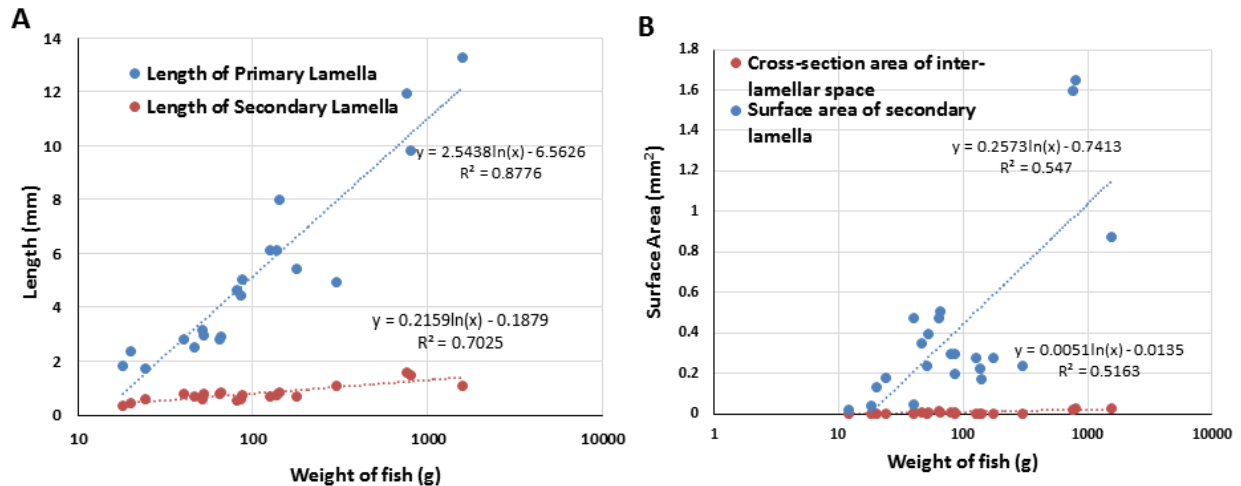 A
14
12
10
8
6
4
2
0
Length (mm)
Length of Primary Lamella
Length of Secondary Lamella
y = 2.5438ln(x) - 6.5626
R² = 0.8776
y = 0.2159ln(x) - 0.1879
R² = 0.7025
10 100 1000 10000
Weight of fish (g)
B
1.8
1.6
1.4
1.2
1
0.8
0.6
0.4
0.2
0
Surface Area (mm²)
Cross-section area of inter-
lamellar space
Surface area of secondary
lamella
y = 0.2573ln(x) - 0.7413
R² = 0.547
y = 0.0051ln(x) - 0.0135
R² = 0.5163
1 10 100 1000 10000
Weight of fish (g)